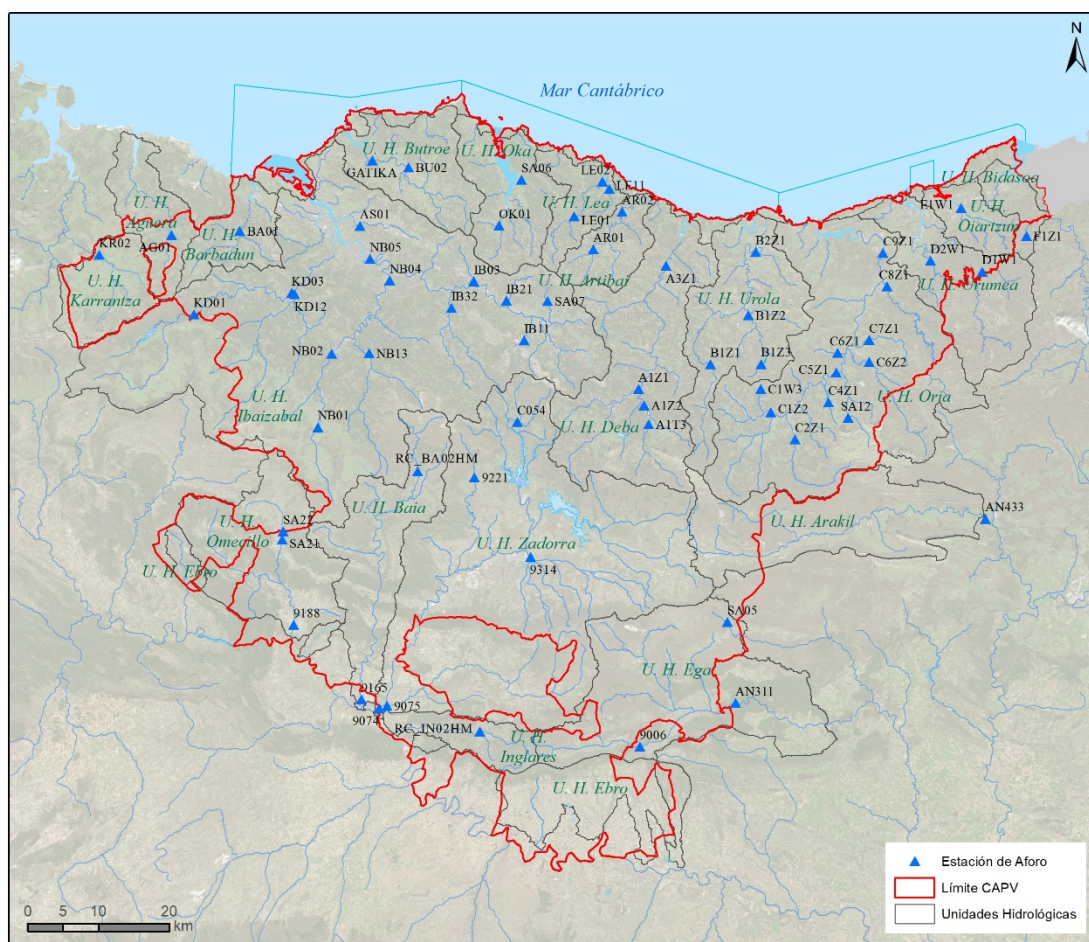 N
Mar Cantábrico
U. H. Butroe
U. H. Oka
GATIKA
BU02
SA06
LE02
LE11
U. H. Lea
AR02
LE01
OK01
AS01
U. H. Bidasoa
E1W1
U. H.
Oiartzun
F1Z1
U. H.
Aguera
KR02
AG01
BA01
U. H.
Barbadun
NB05
AR01
B2Z1
C9Z1
D2W1
D1W1
U. H. Urumea
U. H.
Karrantza
KD03
KD12
NB04
IB03
IB21
SA07
U. H. Artibai
A3Z1
C8Z1
U. H. Urola
KD01
IB32
IB11
B1Z2
NB02
NB13
C7Z1
C6Z1
C6Z2
B1Z1
B1Z3
C5Z1
A1Z1
C1W3
C4Z1
A1Z2
C1Z2
SA12
U. H. Oria
U. H.
Ibaizabal
NB01
C054
U. H. Deba
A1T3
C2Z1
RC_BA02HM
9221
U. H. Baia
U. H. Arakil
AN433
SA22
SA21
U. H.
Omecillo
U. H. Ebro
U. H. Zadorra
9314
9188
SA05
U. H. Ega
9165
9075
9074
AN311
RC_IN02HM
U. H.
Inglares
9006
U. H. Ebro
Estación de Aforo
Límite CAPV
Unidades Hidrológicas
0 5 10 20
km